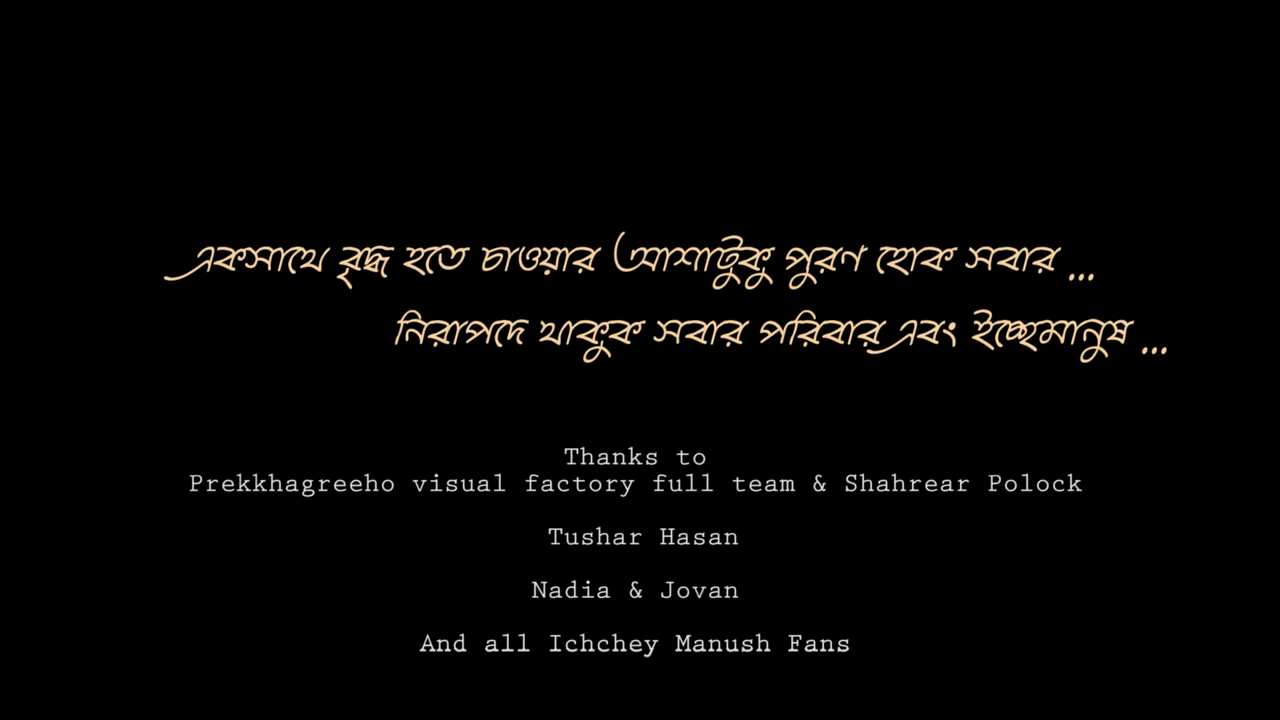 একসাথে বৃদ্ধ হতে চাওয়ার আশাটুকু পুরণ হোক সবার ...
নিরাপদে থাকুক সবার পরিবার এবং ইচ্ছেমানুষ ...
Thanks to
Prekkhagreeho visual factory full team & Shahrear Polock
Tushar Hasan
Nadia & Jovan
And all Ichchey Manush Fans